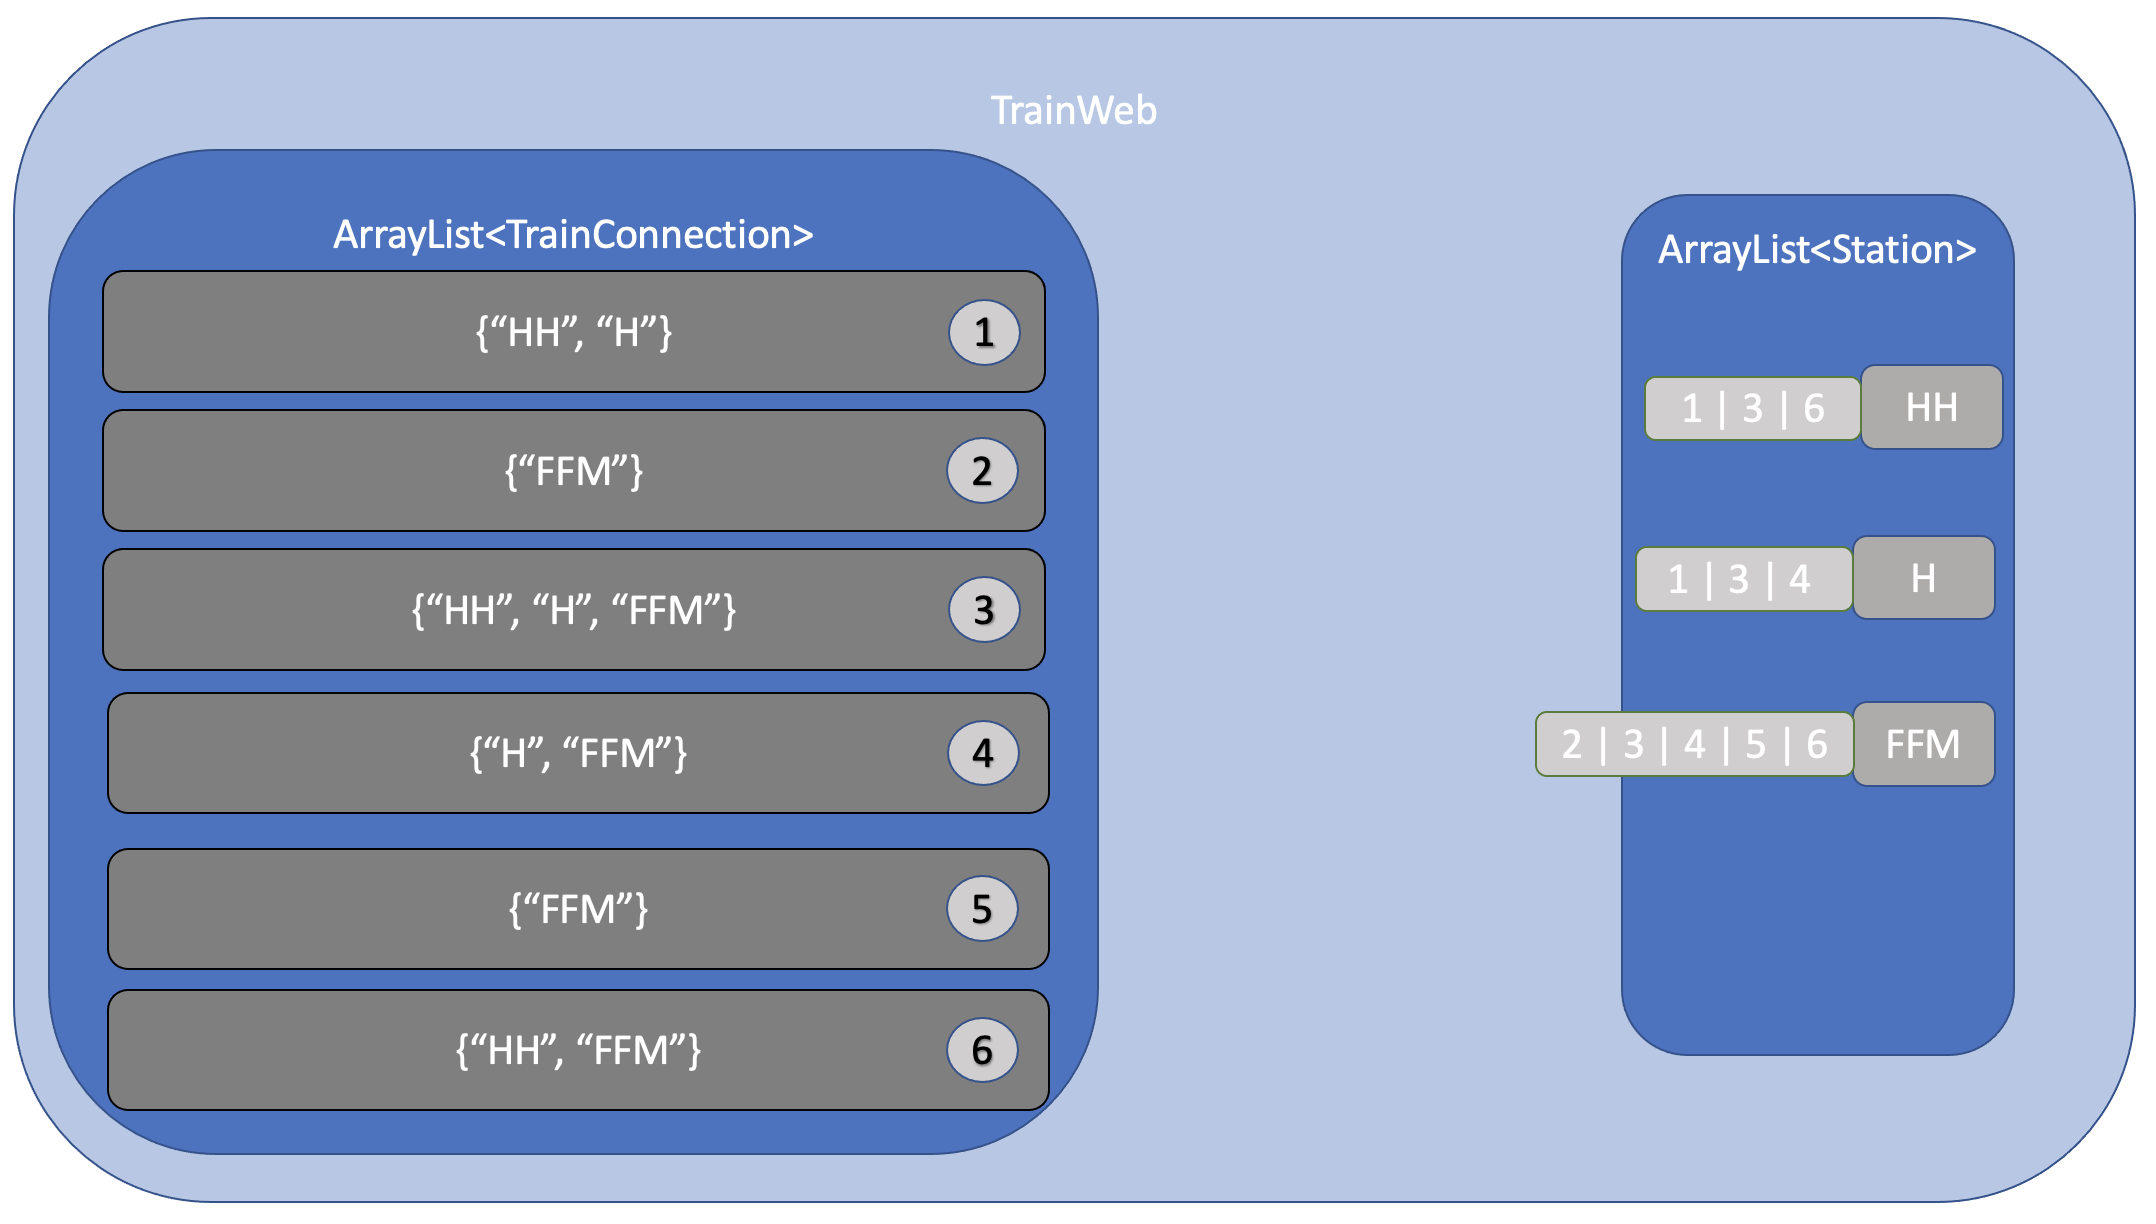 TrainWeb
ArrayList<TrainConnection>
{“HH”, “H”} 1
{“FFM”} 2
{“HH”, “H”, “FFM”} 3
{“H”, “FFM”} 4
{“FFM”} 5
{“HH”, “FFM”} 6
ArrayList<Station>
1 | 3 | 6 HH
1 | 3 | 4 H
2 | 3 | 4 | 5 | 6 FFM